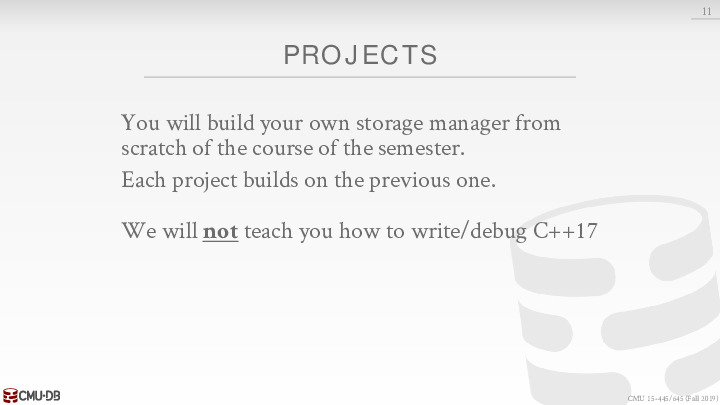 11
PROJECTS
You will build your own storage manager from
scratch of the course of the semester.
Each project builds on the previous one.
We will not teach you how to write/debug C++17
CMU·DB
CMU 15-445/645 (Fall 2019)